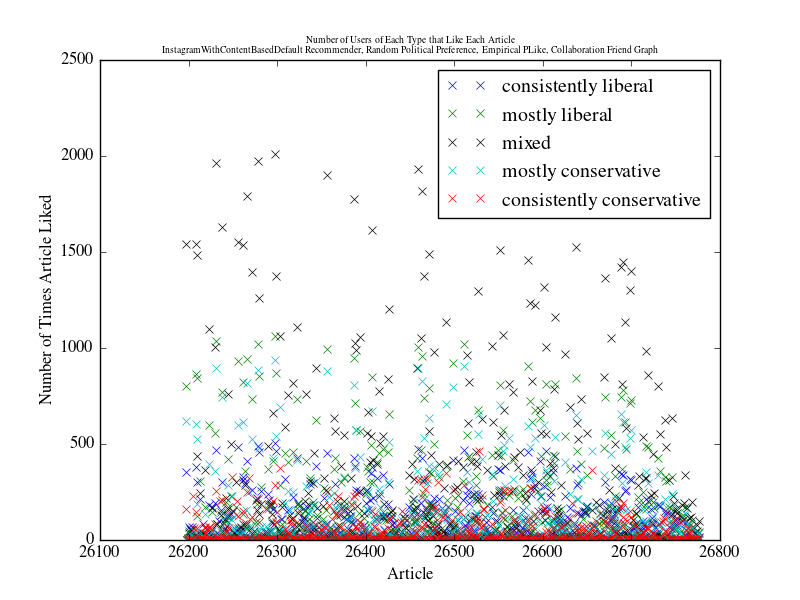 Number of Users of Each Type that Like Each Article
InstagramWithContentBasedDefault Recommender, Random Political Preference, Empirical PLike, Collaboration Friend Graph
2500
2000
1500
1000
500
0
Number of Times Article Liked
consistently liberal
mostly liberal
mixed
mostly conservative
consistently conservative
26100 26200 26300 26400 26500 26600 26700 26800
Article